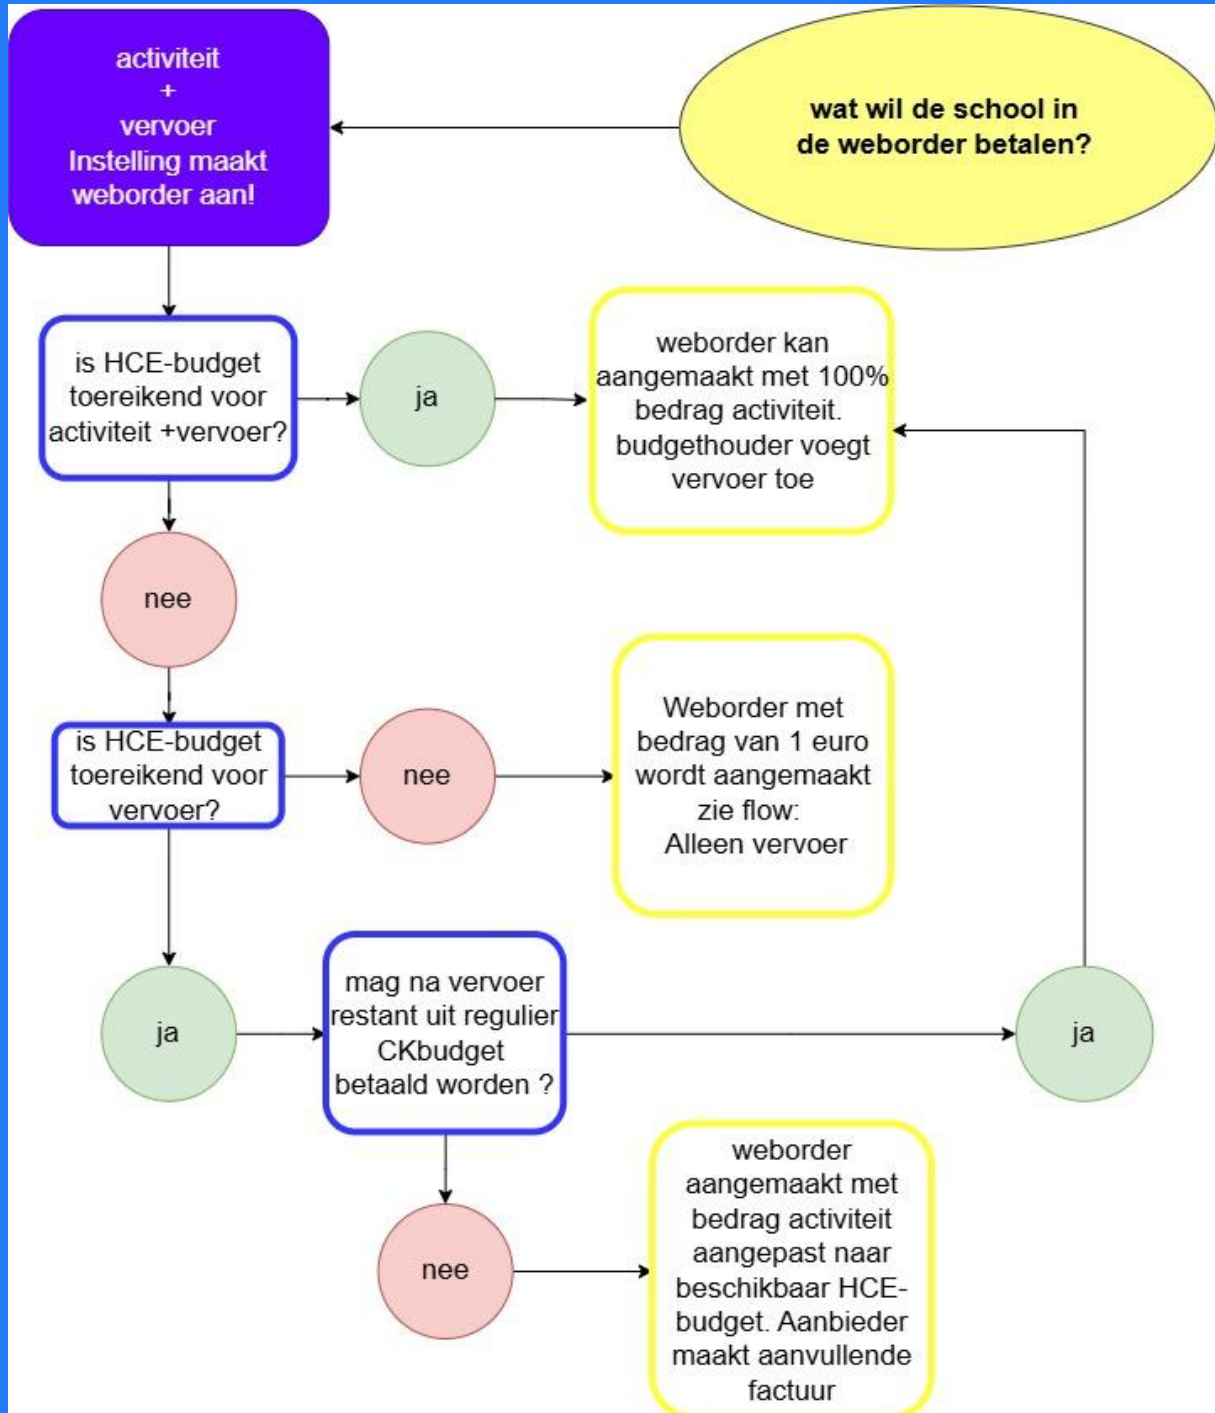 activiteit
+
vervoer
Instelling maakt
weborder aan!
wat wil de school in
de weborder betalen?
is HCE-budget
toereikend voor
activiteit +vervoer?
ja
weborder kan
aangemaakt met 100%
bedrag activiteit.
budgethouder voegt
vervoer toe
nee
is HCE-budget
toereikend voor
vervoer?
nee
Weborder met
bedrag van 1 euro
wordt aangemaakt
zie flow:
Alleen vervoer
ja
mag na vervoer
restant uit regulier
CKbudget
betaald worden ?
ja
nee
weborder
aangemaakt met
bedrag activiteit
aangepast naar
beschikbaar HCE-
budget. Aanbieder
maakt aanvullende
factuur